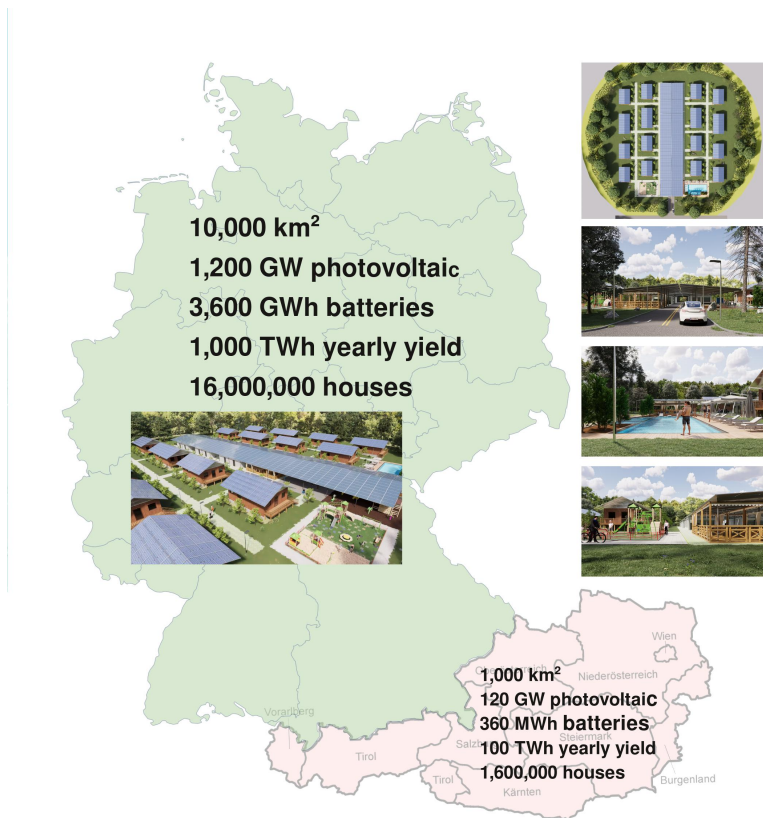 10,000 km²
1,200 GW photovoltaic
3,600 GWh batteries
1,000 TWh yearly yield
16,000,000 houses
Wien
Oberösterreich
Niederösterreich
1,000 km²
120 GW photovoltaic
Vorarlberg
360 MWh batteries
Steiermark
Salzburg
100 TWh yearly yield
Tirol
1,600,000 houses
Tirol
Burgenland
Kärnten